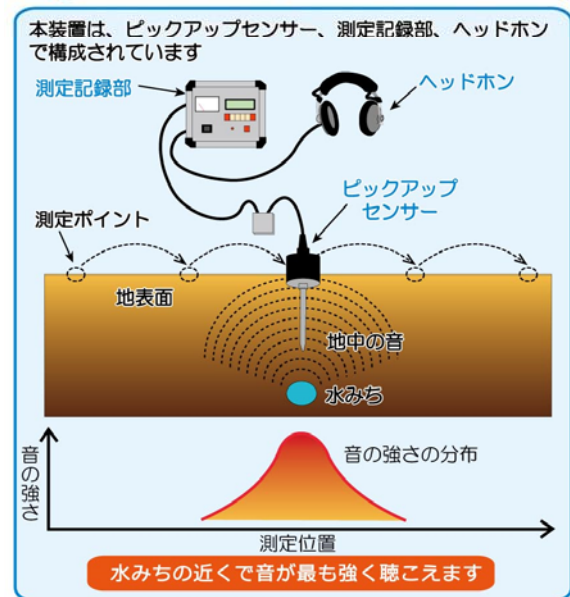 本装置は、ピックアップセンサー、測定記録部、ヘッドホン
で構成されています
測定記録部
ヘッドホン
ピックアップ
センサー
測定ポイント
地表面
地中の音
水みち
音の強さ
音の強さの分布
測定位置
水みちの近くで音が最も強く聴こえます